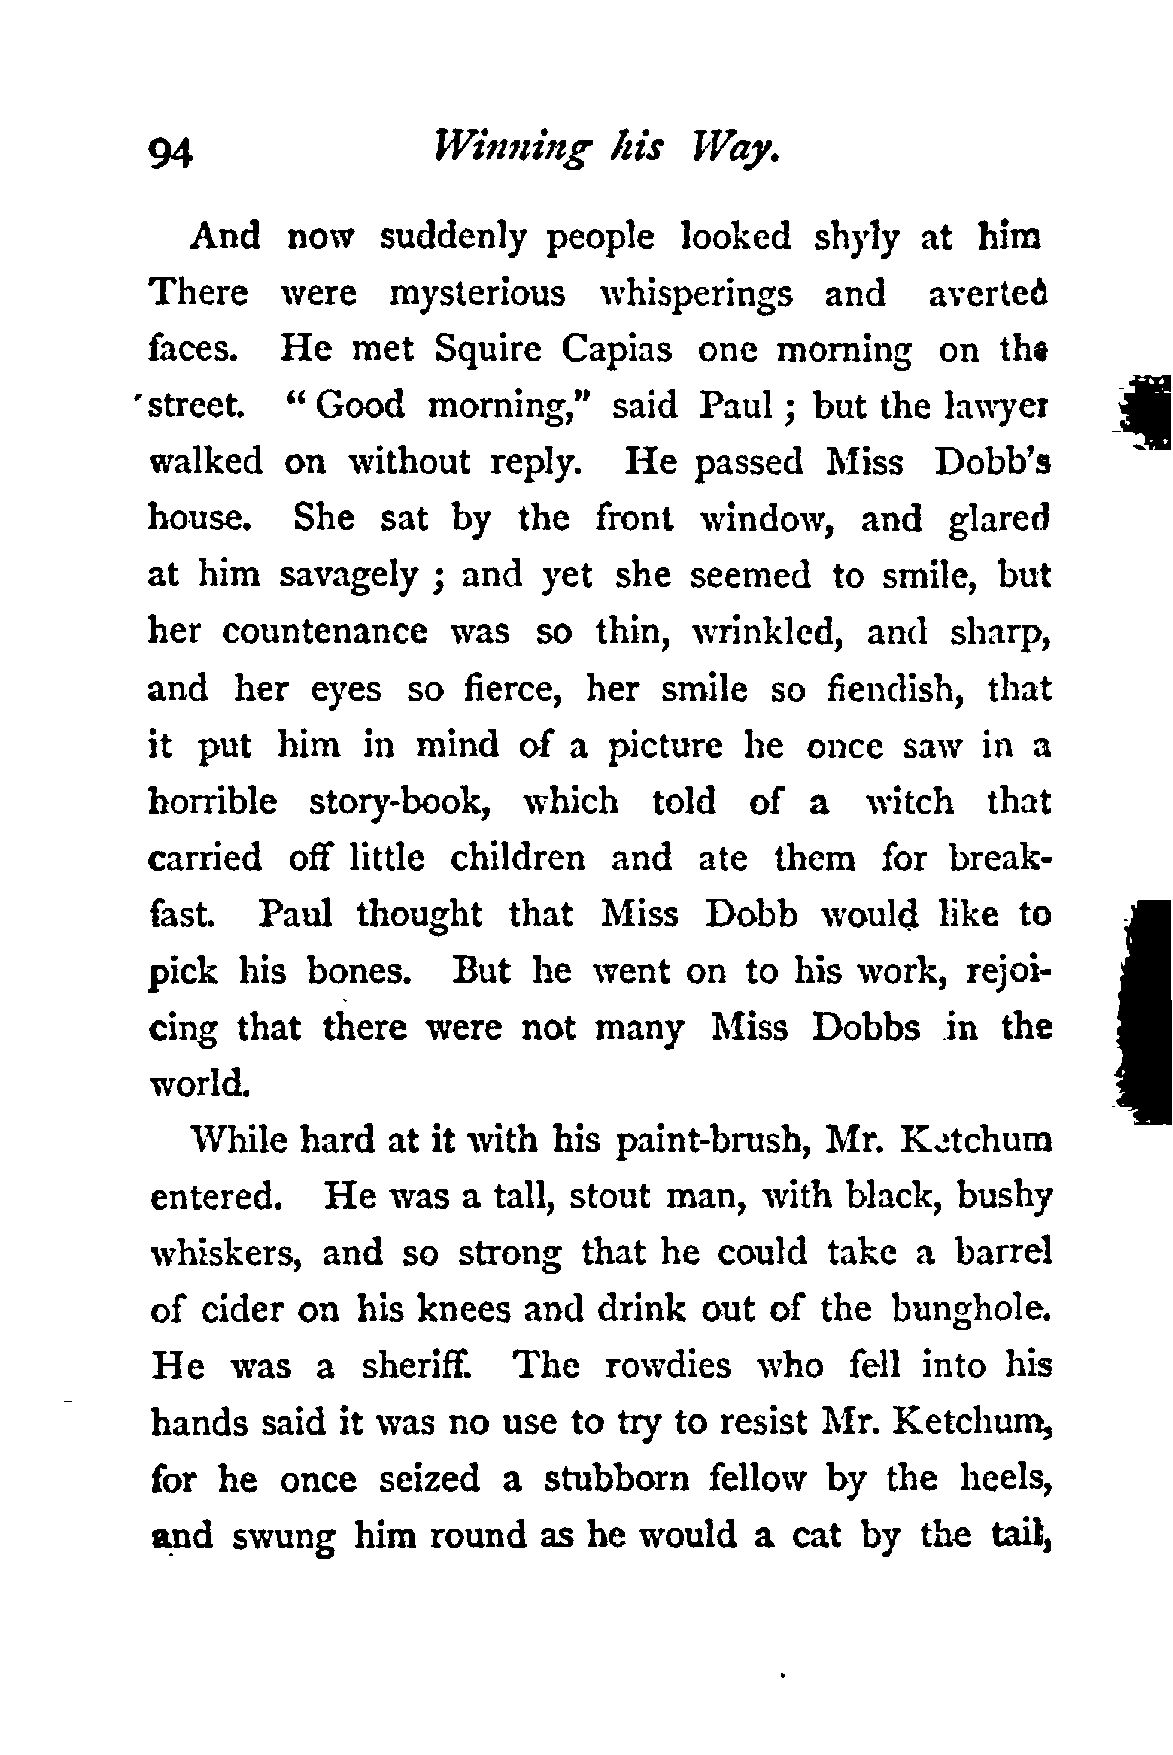 94 Winning his Way.
And now suddenly people looked shyly at him
There were mysterious whisperings and averted
faces. He met Squire Capias one morning on the
street. “Good morning,” said Paul ; but the lawyer
walked on without reply. He passed Miss Dobb’s
house. She sat by the front window, and glared
at him savagely ; and yet she seemed to smile, but
her countenance was so thin, wrinkled, and sharp,
and her eyes so fierce, her smile so fiendish, that
it put him in mind of a picture he once saw in a
horrible story-book, which told of a witch that
carried off little children and ate them for break-
fast. Paul thought that Miss Dobb would like to
pick his bones. But he went on to his work, rejoi-
cing that there were not many Miss Dobbs in the
world.
While hard at it with his paint-brush, Mr. Ketchum
entered. He was a tall, stout man, with black, bushy
whiskers, and so strong that he could take a barrel
of cider on his knees and drink out of the bunghole.
He was a sheriff. The rowdies who fell into his
hands said it was no use to try to resist Mr. Ketchum,
for he once seized a stubborn fellow by the heels,
and swung him round as he would a cat by the tail,